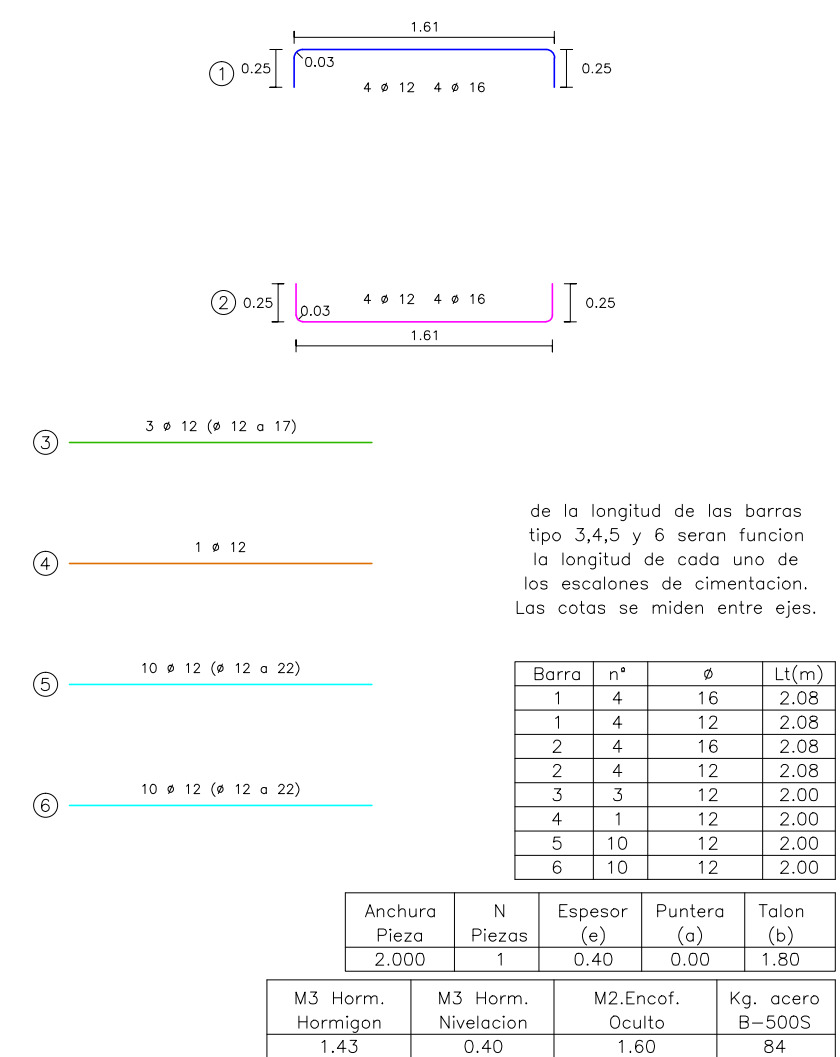 1.61
1 0.25 0.03 0.25
4 ø 12 4 ø 16
2 0.25 0.03 4 ø 12 4 ø 16 0.25
1.61
3 3 ø 12 (ø 12 a 17)
4 1 ø 12
5 10 ø 12 (ø 12 a 22)
6 10 ø 12 (ø 12 a 22)
de la longitud de las barras
tipo 3,4,5 y 6 seran funcion
la longitud de cada uno de
los escalones de cimentacion.
Las cotas se miden entre ejes.
Barra nº ø Lt(m)
1 4 16 2.08
1 4 12 2.08
2 4 16 2.08
2 4 12 2.08
3 3 12 2.00
4 1 12 2.00
5 10 12 2.00
6 10 12 2.00
Anchura N Espesor Puntera Talon
Pieza Piezas (e) (a) (b)
2.000 1 0.40 0.00 1.80
M3 Horm. M3 Horm. M2.Encof. Kg. acero
Hormigon Nivelacion Oculto B-500S
1.43 0.40 1.60 84